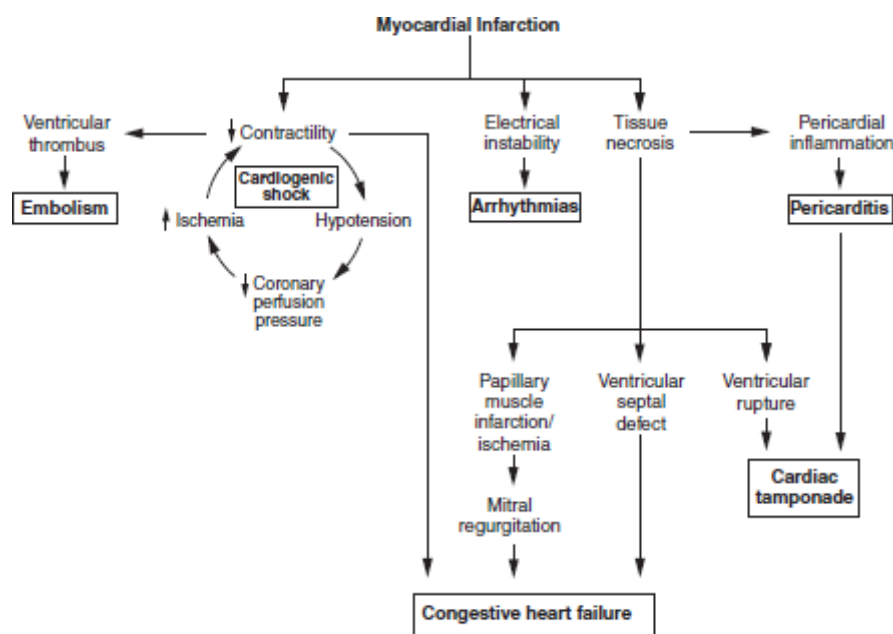 Myocardial Infarction
Ventricular
thrombus
Contractility
Electrical
instability
Tissue
necrosis
Pericardial
inflammation
Cardiogenic
shock
Embolism
Ischemia
Hypotension
Arrhythmias
Pericarditis
Coronary
perfusion
pressure
Papillary
muscle
infarction/
ischemia
Ventricular
septal
defect
Ventricular
rupture
Cardiac
tamponade
Mitral
regurgitation
Congestive heart failure